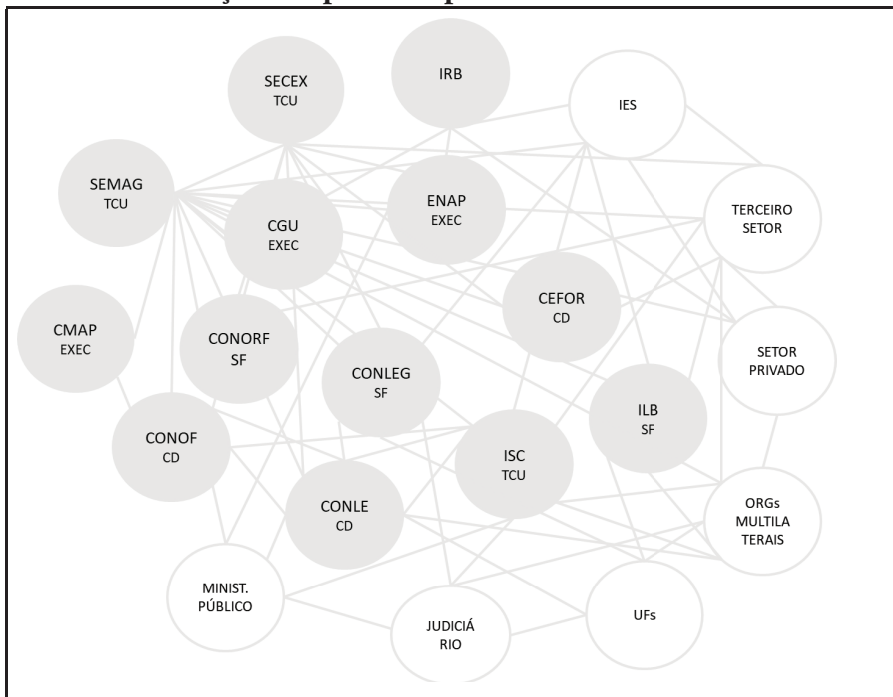 SECEX
TCU
IRB
IES
SEMAG
TCU
CGU
EXEC
ENAP
EXEC
TERCEIRO
SETOR
CMAP
EXEC
CONORF
SF
CEFOR
CD
CONLEG
SF
SETOR
PRIVADO
CONOF
CD
ISC
TCU
ILB
SF
CONLE
CD
ORGs
MULTILA
TERAIS
MINIST.
PÚBLICO
JUDICIÁ
RIO
UFs